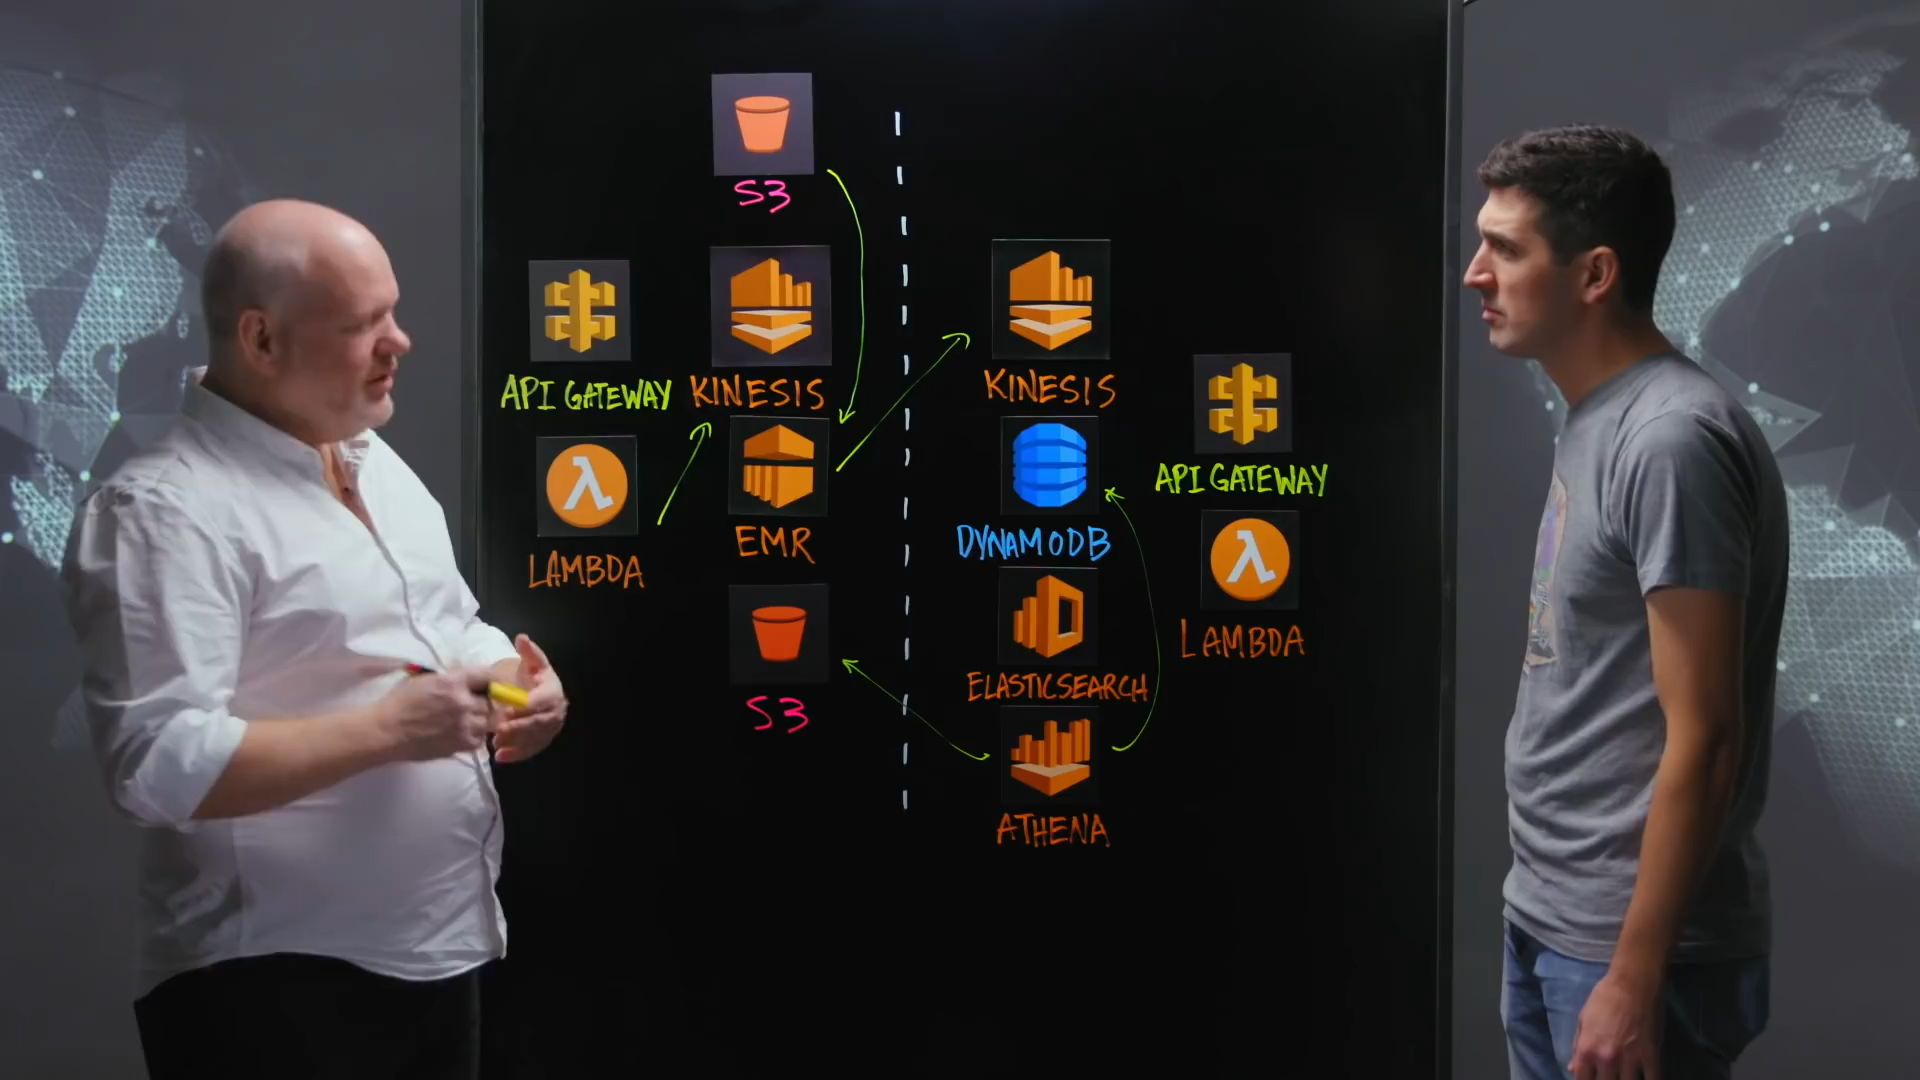 S3
API GATEWAY
KINESIS
LAMBDA
EMR
S3
KINESIS
DYNAMODB
ELASTICSEARCH
ATHENA
API GATEWAY
LAMBDA